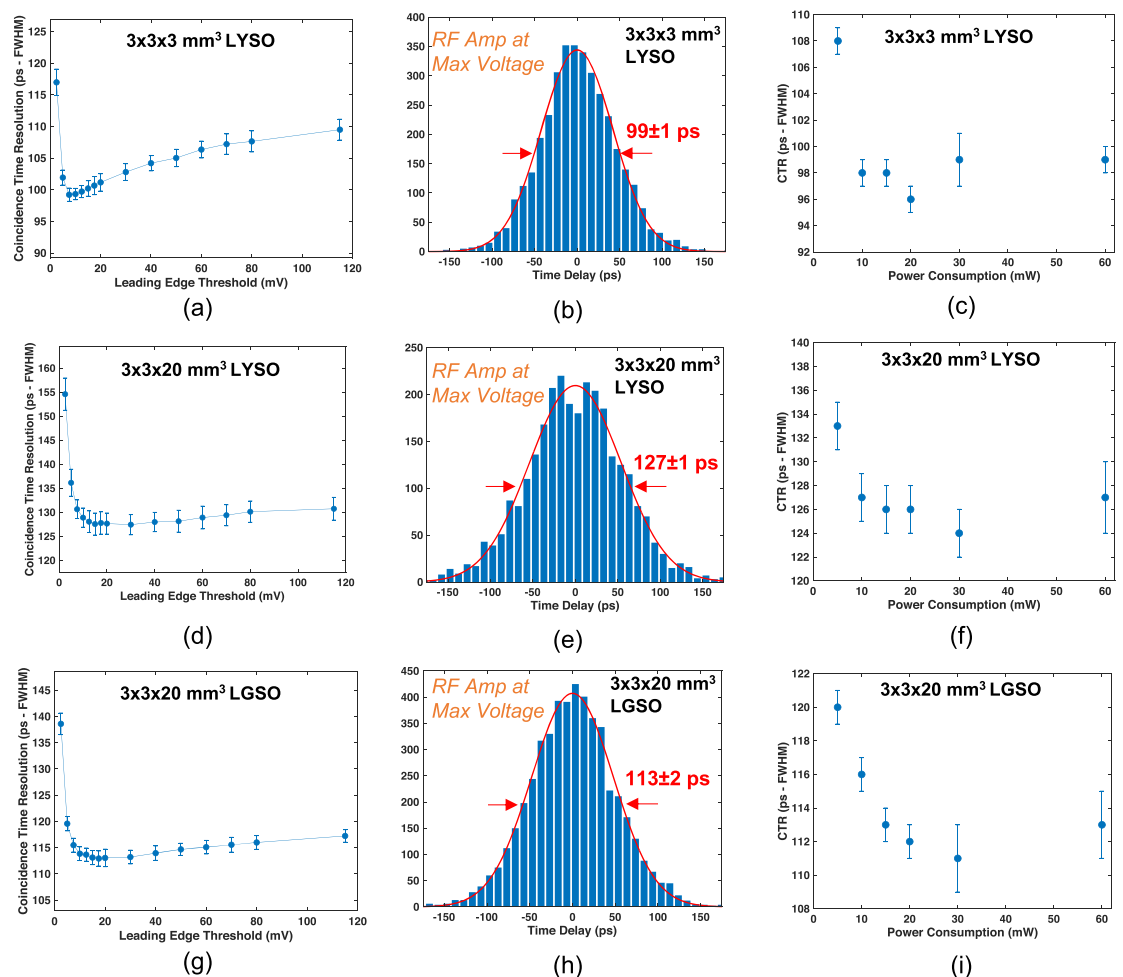 3x3x3 mm³ LYSO
Coincidence Time Resolution (ps - FWHM)
125
120
115
110
105
100
95
90
0 20 40 60 80 100 120
Leading Edge Threshold (mV)
(a)
RF Amp at
Max Voltage
3x3x3 mm³
LYSO
99±1 ps
400
350
300
250
200
150
100
50
0
-150 -100 -50 0 50 100 150
Time Delay (ps)
(b)
3x3x3 mm³ LYSO
CTR (ps - FWHM)
110
108
106
104
102
100
98
96
94
92
0 10 20 30 40 50 60
Power Consumption (mW)
(c)
3x3x20 mm³ LYSO
Coincidence Time Resolution (ps - FWHM)
160
155
150
145
140
135
130
125
120
0 20 40 60 80 100 120
Leading Edge Threshold (mV)
(d)
RF Amp at
Max Voltage
3x3x20 mm³
LYSO
127±1 ps
250
200
150
100
50
0
-150 -100 -50 0 50 100 150
Time Delay (ps)
(e)
3x3x20 mm³ LYSO
CTR (ps - FWHM)
140
138
136
134
132
130
128
126
124
122
120
0 10 20 30 40 50 60
Power Consumption (mW)
(f)
3x3x20 mm³ LGSO
Coincidence Time Resolution (ps - FWHM)
145
140
135
130
125
120
115
110
105
0 20 40 60 80 100 120
Leading Edge Threshold (mV)
(g)
RF Amp at
Max Voltage
3x3x20 mm³
LGSO
113±2 ps
450
400
350
300
250
200
150
100
50
0
-150 -100 -50 0 50 100 150
Time Delay (ps)
(h)
3x3x20 mm³ LGSO
CTR (ps - FWHM)
122
120
118
116
114
112
110
108
0 10 20 30 40 50 60
Power Consumption (mW)
(i)